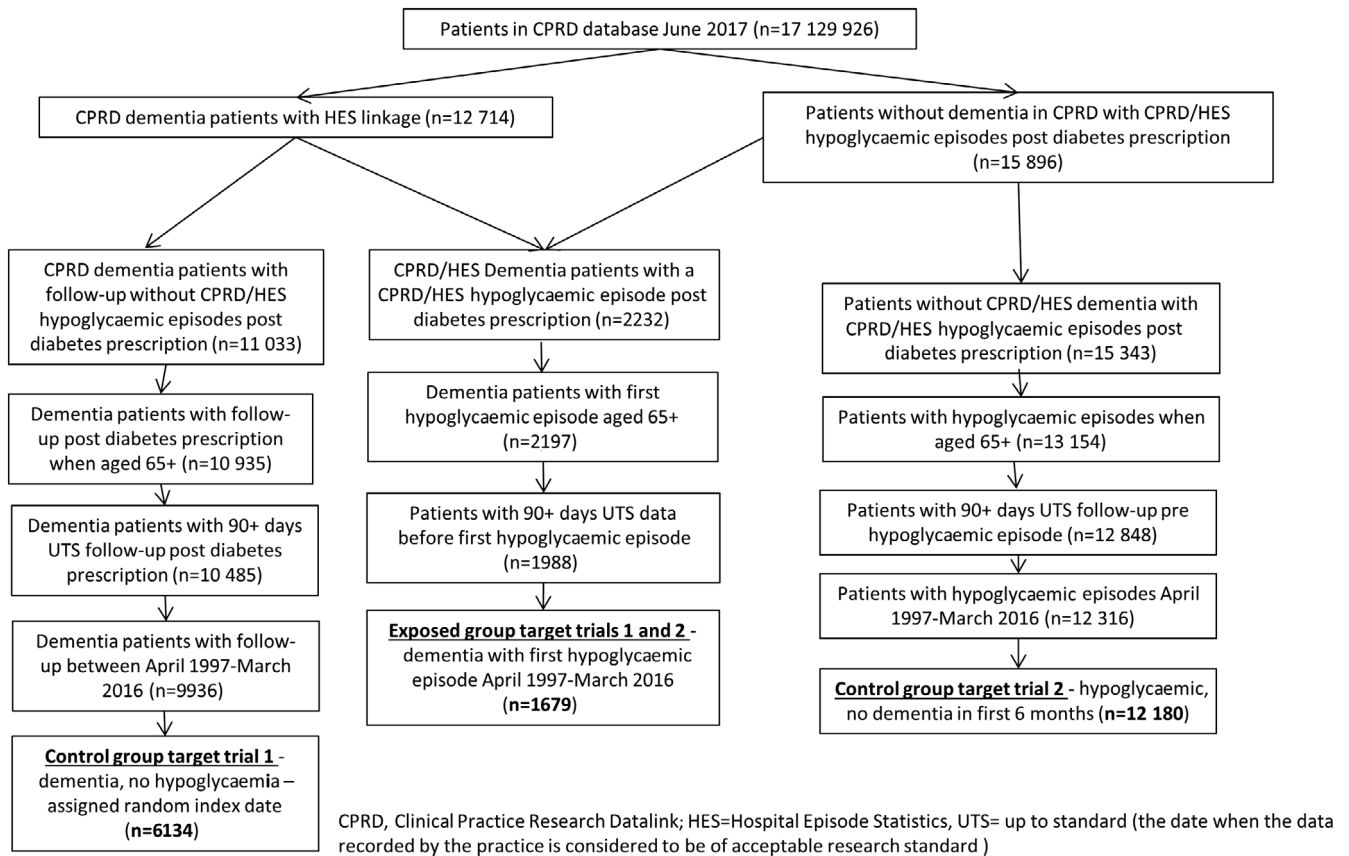 Patients in CPRD database June 2017 (n=17 129 926)
CPRD dementia patients with HES linkage (n=12 714)
Patients without dementia in CPRD with CPRD/HES
hypoglycaemic episodes post diabetes prescription
(n=15 896)
CPRD dementia patients with
follow-up without CPRD/HES
hypoglycaemic episodes post
diabetes prescription (n=11 033)
Dementia patients with follow-
up post diabetes prescription
when aged 65+ (n=10 935)
Dementia patients with 90+ days
UTS follow-up post diabetes
prescription (n=10 485)
Dementia patients with follow-
up between April 1997-March
2016 (n=9936)
Control group target trial 1 -
dementia, no hypoglycaemia –
assigned random index date
(n=6134)
CPRD/HES Dementia patients with a
CPRD/HES hypoglycaemic episode post
diabetes prescription (n=2232)
Dementia patients with first
hypoglycaemic episode aged 65+
(n=2197)
Patients with 90+ days UTS data
before first hypoglycaemic episode
(n=1988)
Exposed group target trials 1 and 2 -
dementia with first hypoglycaemic
episode April 1997-March 2016
(n=1679)
Patients without CPRD/HES dementia with
CPRD/HES hypoglycaemic episodes post
diabetes prescription (n=15 343)
Patients with hypoglycaemic episodes when
aged 65+ (n=13 154)
Patients with 90+ days UTS follow-up pre
hypoglycaemic episode (n=12 848)
Patients with hypoglycaemic episodes April
1997-March 2016 (n=12 316)
Control group target trial 2 - hypoglycaemic,
no dementia in first 6 months (n=12 180)
CPRD, Clinical Practice Research Datalink; HES=Hospital Episode Statistics, UTS= up to standard (the date when the data
recorded by the practice is considered to be of acceptable research standard )